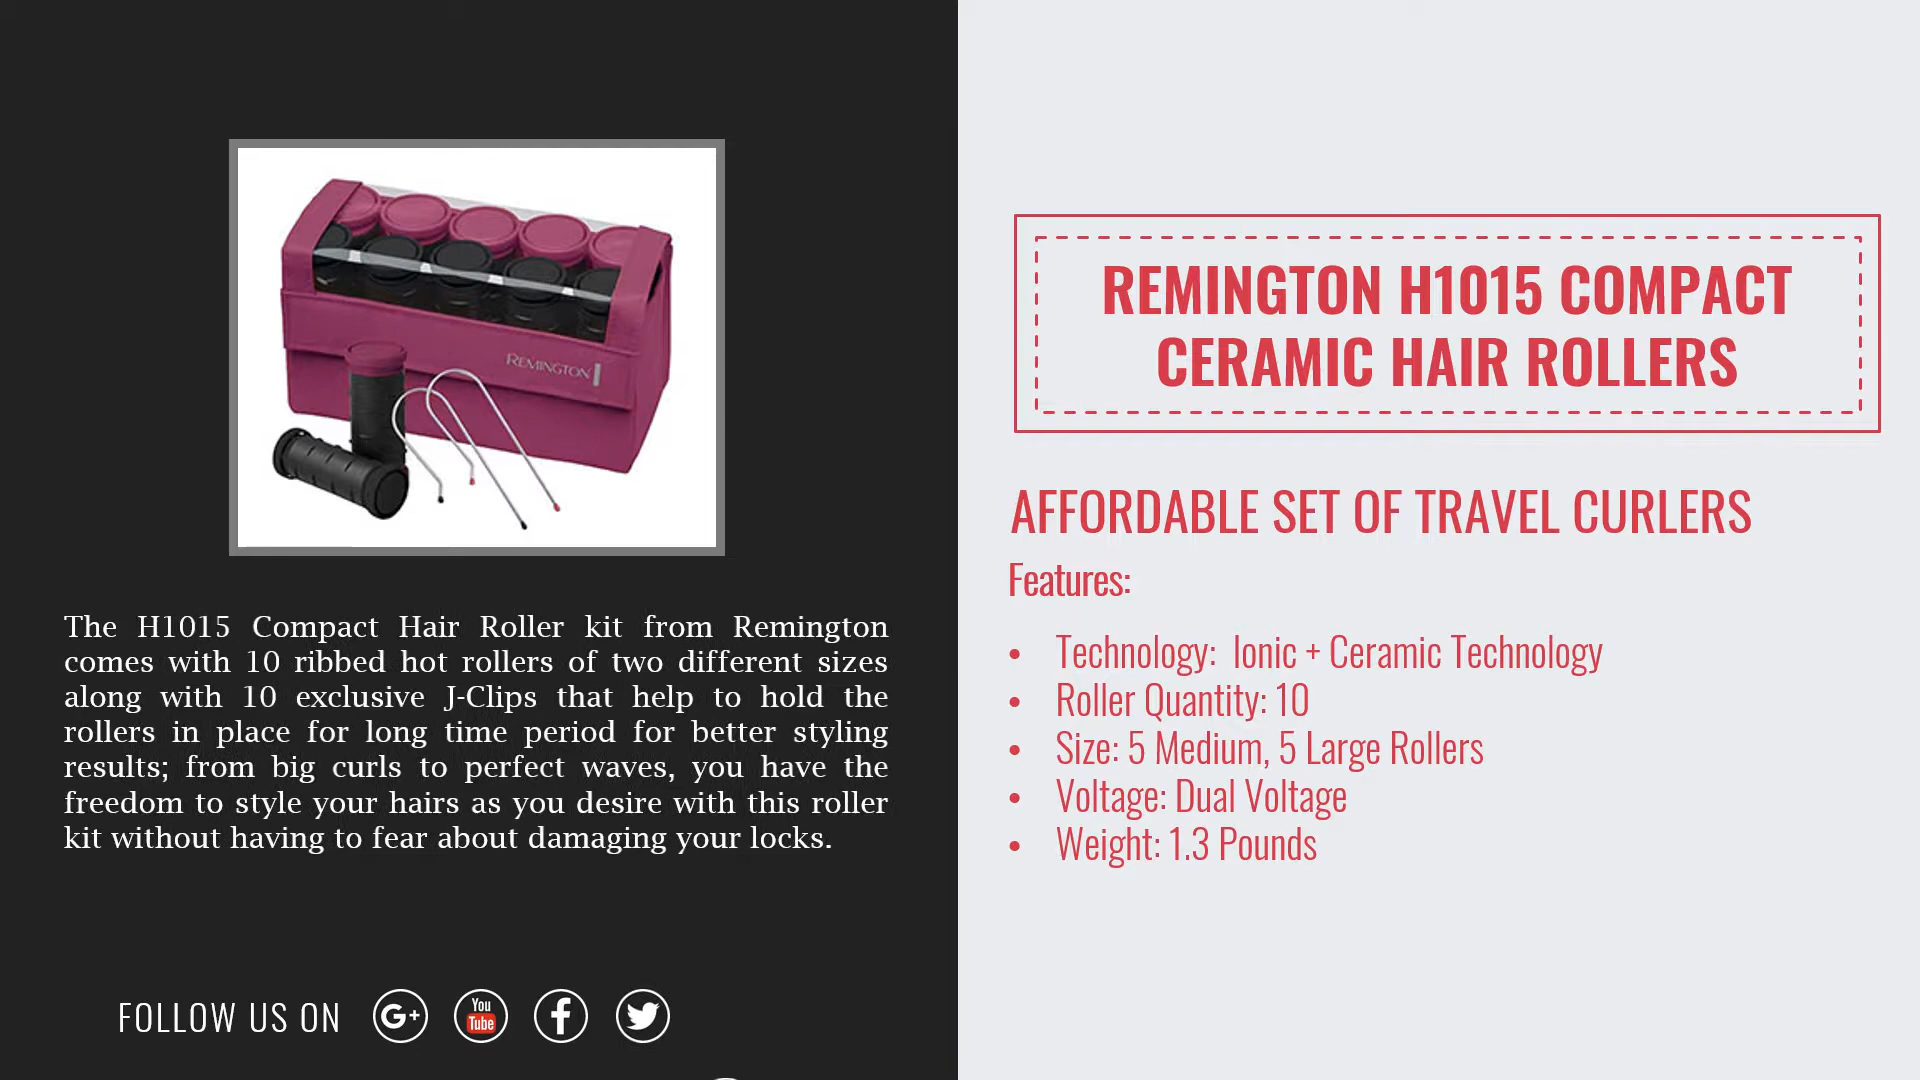 REMINGTON
The H1015 Compact Hair Roller kit from Remington
comes with 10 ribbed hot rollers of two different sizes
along with 10 exclusive J-Clips that help to hold the
rollers in place for long time period for better styling
results; from big curls to perfect waves, you have the
freedom to style your hairs as you desire with this roller
kit without having to fear about damaging your locks.
FOLLOW US ON
G+
You
Tube
f
REMINGTON H1015 COMPACT
CERAMIC HAIR ROLLERS
AFFORDABLE SET OF TRAVEL CURLERS
Features:
• Technology:  Ionic + Ceramic Technology
• Roller Quantity: 10
• Size: 5 Medium, 5 Large Rollers
• Voltage: Dual Voltage
• Weight: 1.3 Pounds